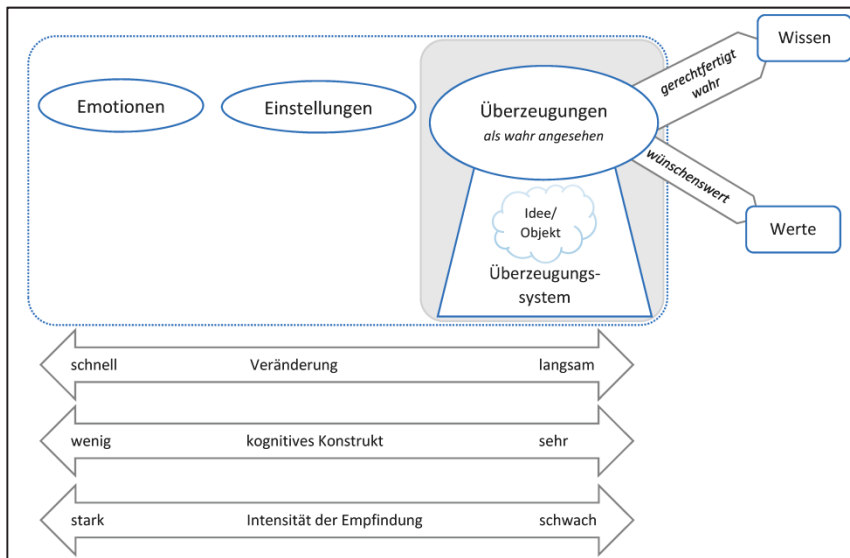 Wissen
gerechtfertigt
wahr
Emotionen
Einstellungen
Überzeugungen
als wahr angesehen
wünschenswert
Werte
Idee/
Objekt
Überzeugungs-
system
schnell Veränderung langsam
wenig kognitives Konstrukt sehr
stark Intensität der Empfindung schwach